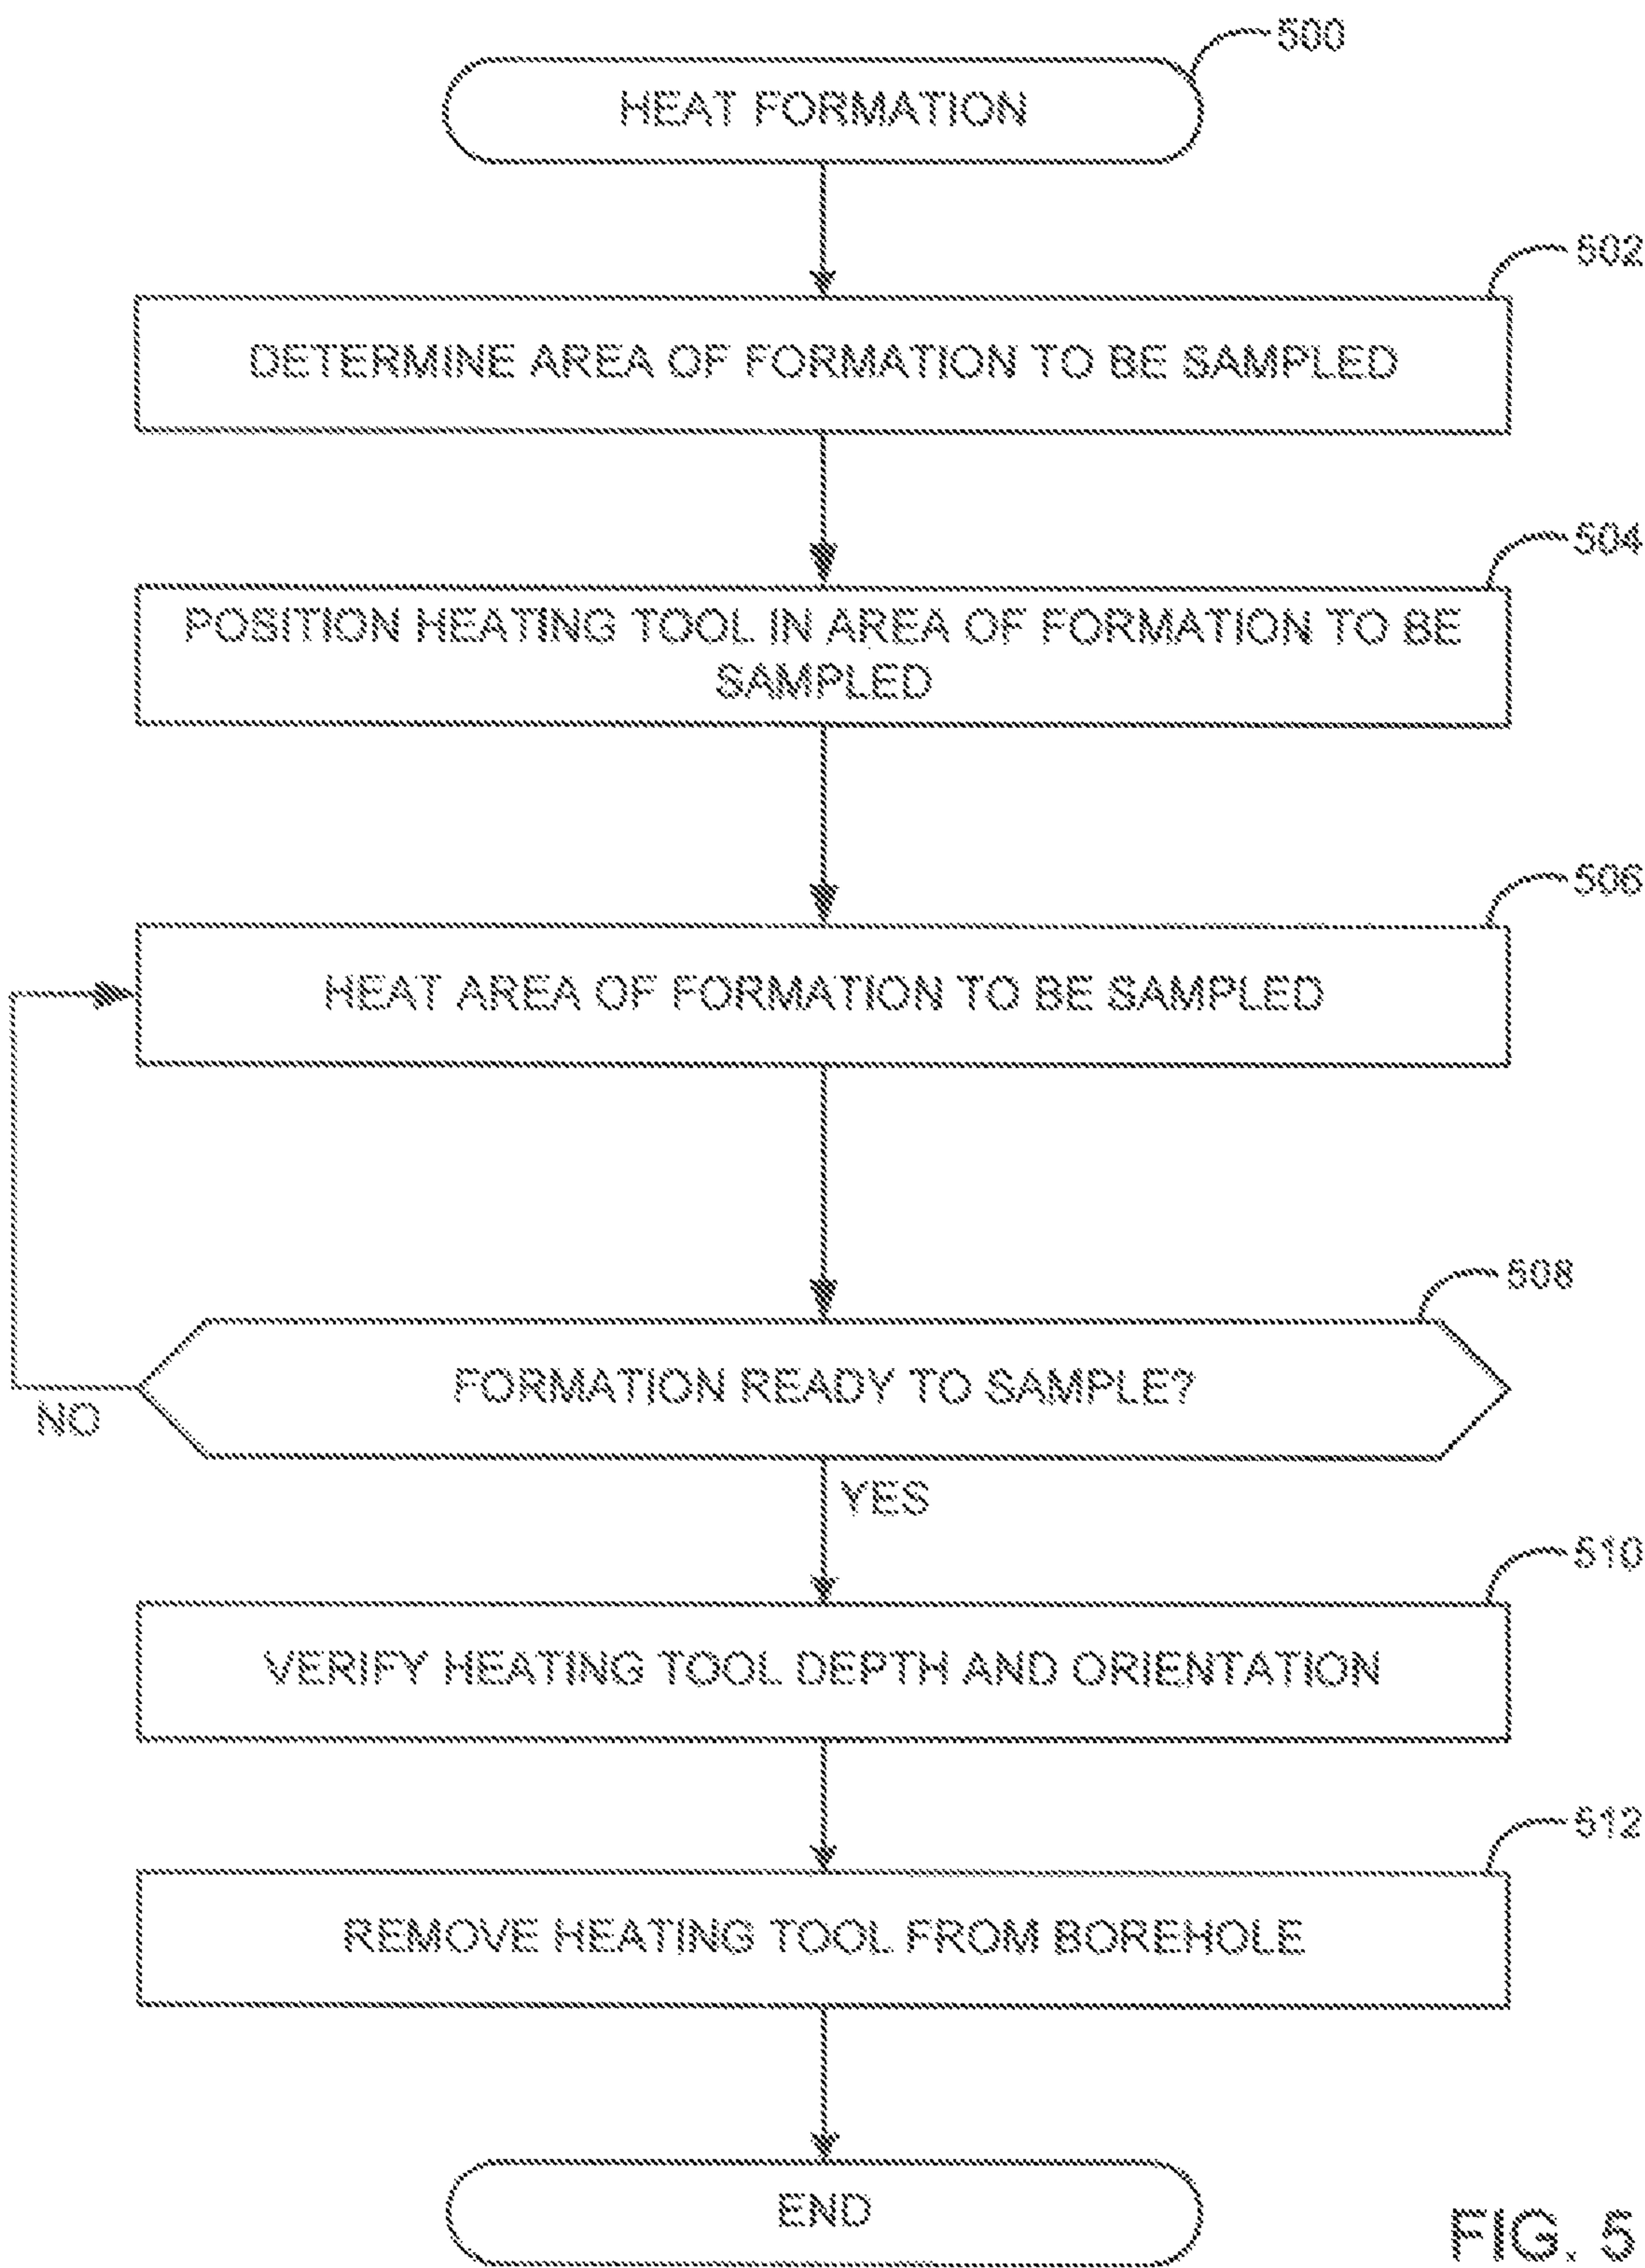 500
HEAT FORMATION
502
DETERMINE AREA OF FORMATION TO BE SAMPLED
504
POSITION HEATING TOOL IN AREA OF FORMATION TO BE
SAMPLED
506
HEAT AREA OF FORMATION TO BE SAMPLED
508
FORMATION READY TO SAMPLE?
NO
YES
510
VERIFY HEATING TOOL DEPTH AND ORIENTATION
512
REMOVE HEATING TOOL FROM BOREHOLE
END
FIG. 5